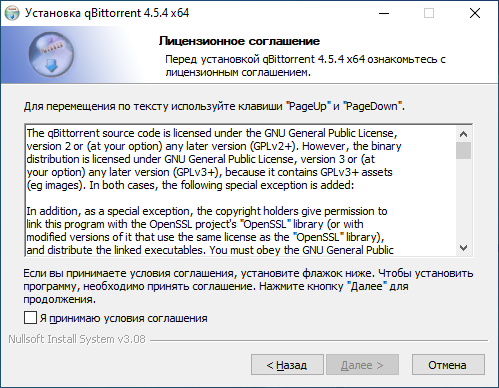 Установка qBittorrent 4.5.4 x64
Лицензионное соглашение
Перед установкой qBittorrent 4.5.4 x64 ознакомьтесь с
лицензионным соглашением.
Для перемещения по тексту используйте клавиши "PageUp" и "PageDown".
The qBittorrent source code is licensed under the GNU General Public License,
version 2 or (at your option) any later version (GPLv2+). However, the binary
distribution is licensed under GNU General Public License, version 3 or (at
your option) any later version (GPLv3+), because it contains GPLv3+ assets
(eg images). In both cases, the following special exception is added:
In addition, as a special exception, the copyright holders give permission to
link this program with the OpenSSL project's "OpenSSL" library (or with
modified versions of it that use the same license as the "OpenSSL" library),
and distribute the linked executables. You must obey the GNU General Public
Если вы принимаете условия соглашения, установите флажок ниже. Чтобы установить
программу, необходимо принять соглашение. Нажмите кнопку "Далее" для
продолжения.
Я принимаю условия соглашения
Nullsoft Install System v3.08
< Назад
Далее >
Отмена